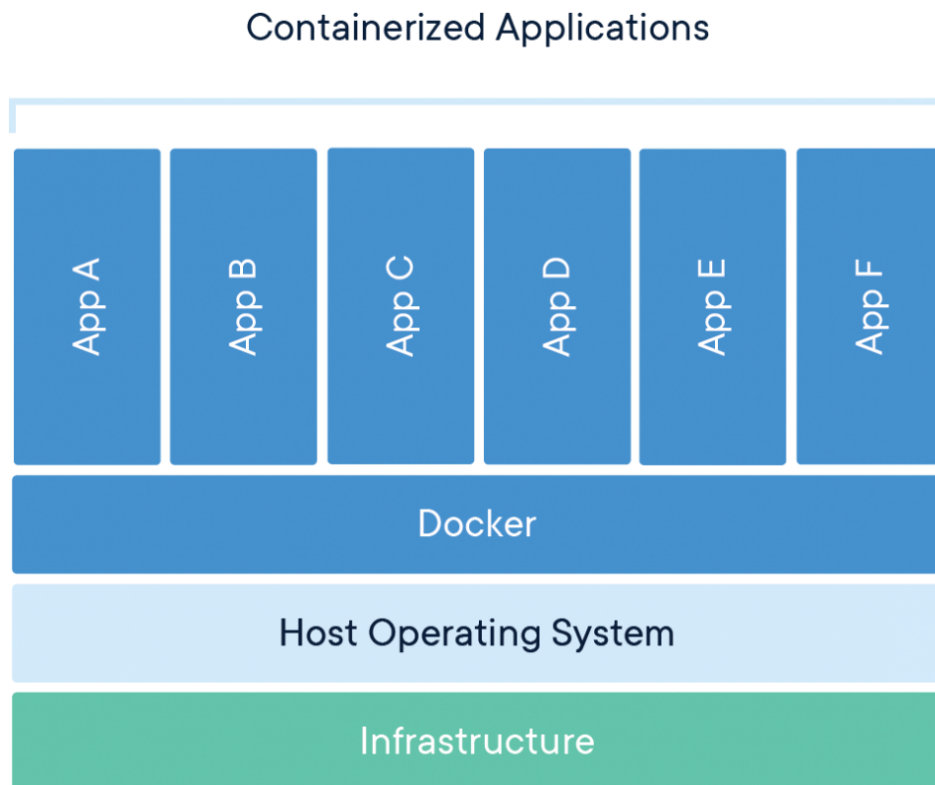 Containerized Applications
App A
App B
App C
App D
App E
App F
Docker
Host Operating System
Infrastructure